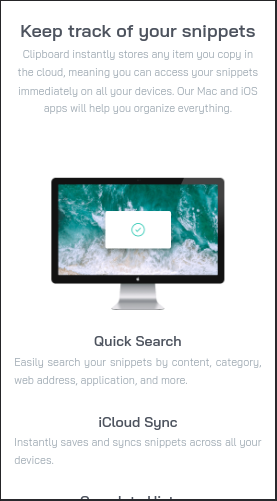 Keep track of your snippets
Clipboard instantly stores any item you copy in
the cloud, meaning you can access your snippets
immediately on all your devices. Our Mac and iOS
apps will help you organize everything.
Quick Search
Easily search your snippets by content, category,
web address, application, and more.
iCloud Sync
Instantly saves and syncs snippets across all your
devices.